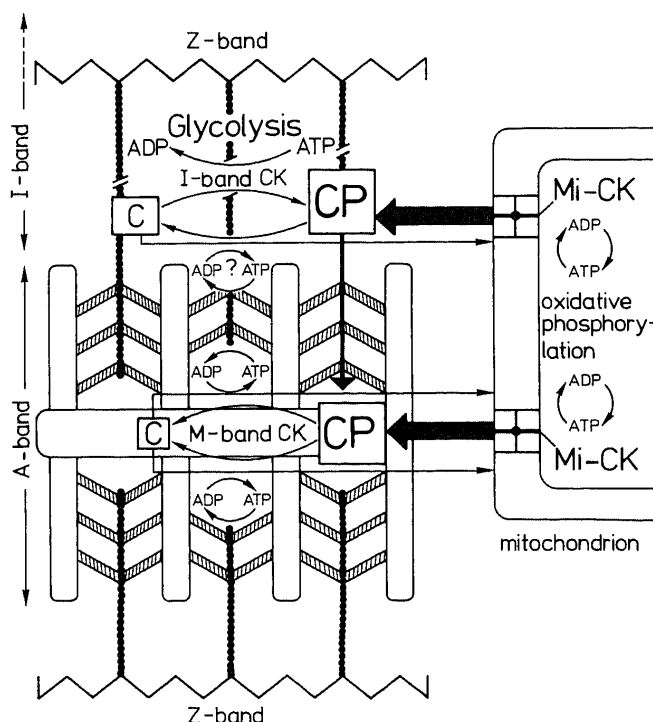 Z-band
Glycolysis
ADP
ATP
I-band CK
C
CP
I-band
Mi-CK
ADP
ATP
oxidative
phosphory-
lation
ADP ? ATP
ADP
ATP
C
M-band CK
CP
ADP
ATP
Mi-CK
A-band
ADP
ATP
mitochondrion
Z-band